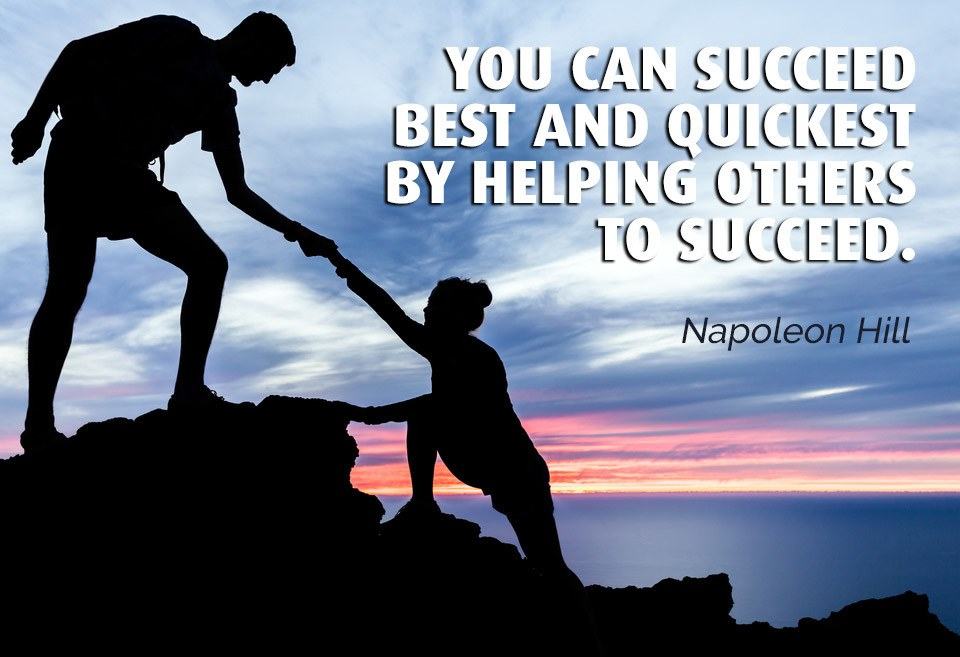 YOU CAN SUCCEED
BEST AND QUICKEST
BY HELPING OTHERS
TO SUCCEED.
Napoleon Hill